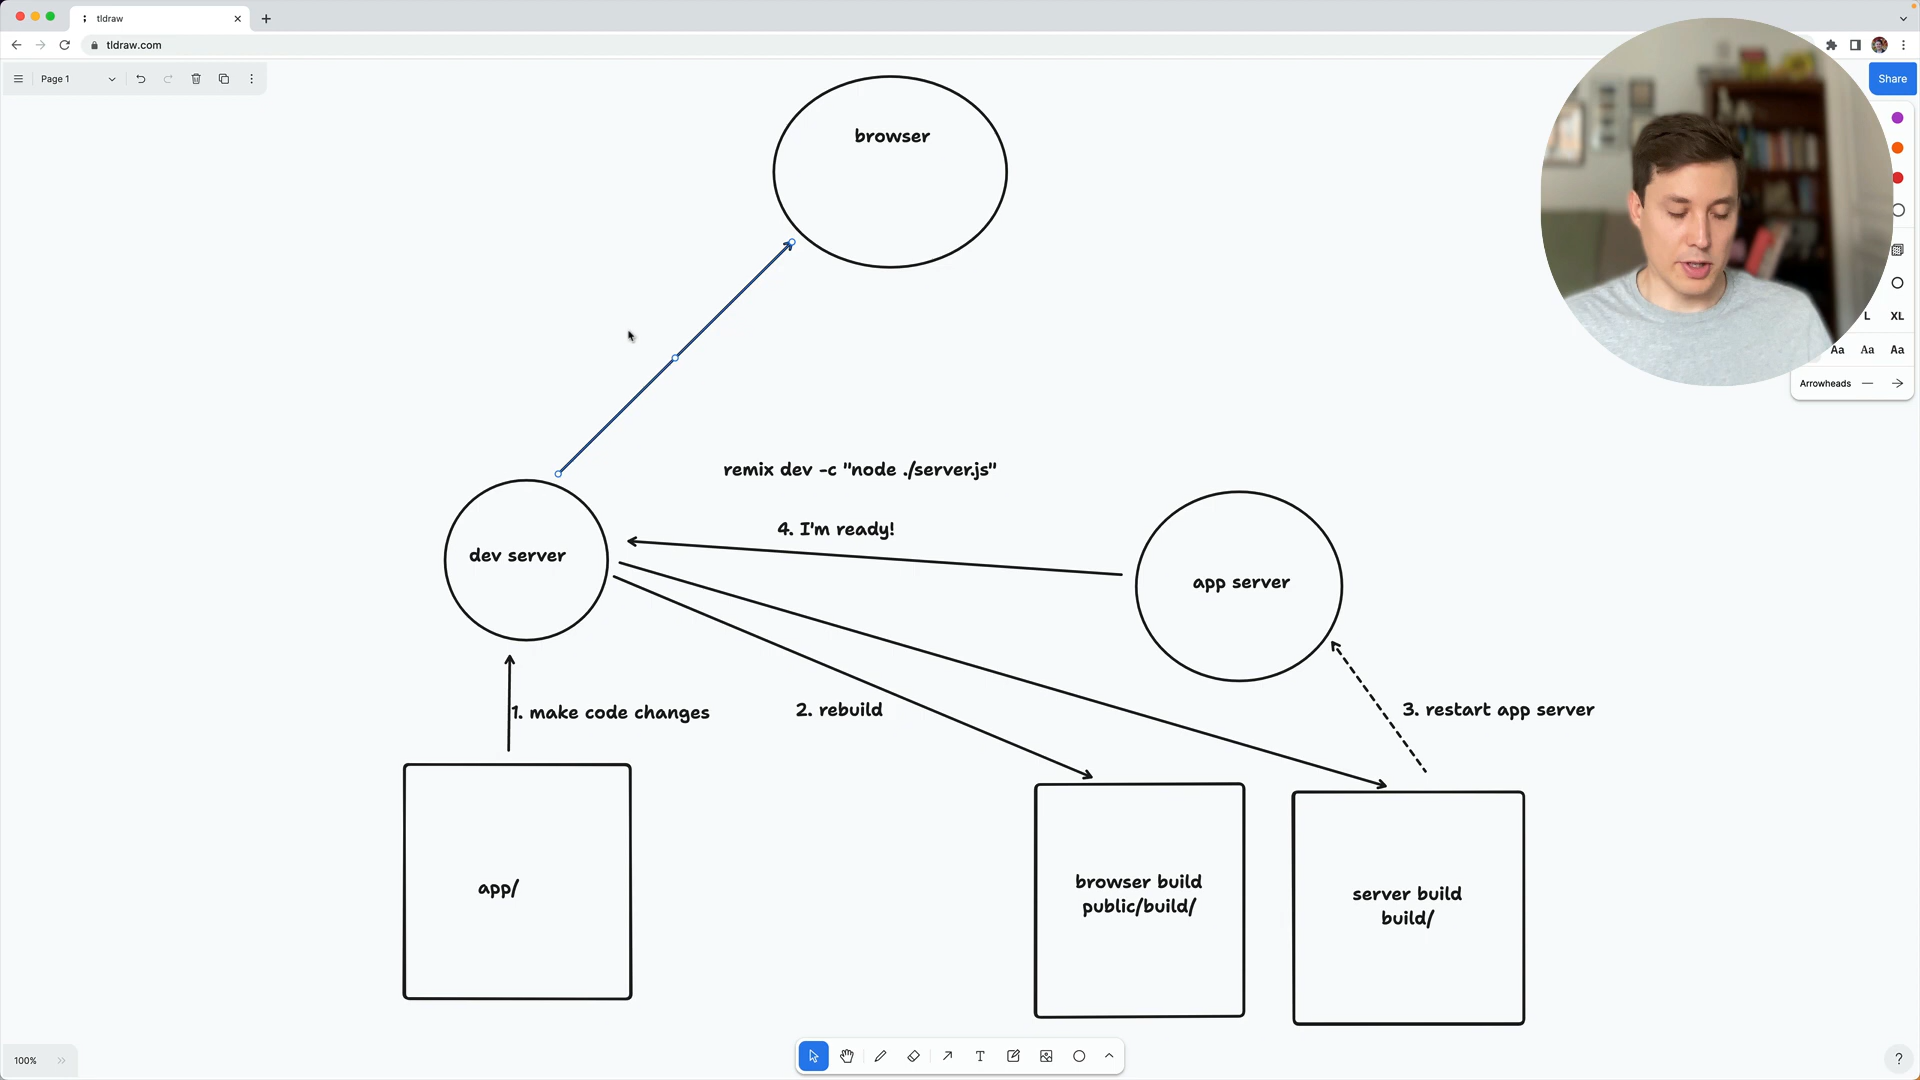 tldraw
tldraw.com
Page 1
Share
browser
L XL
Aa Aa Aa
Arrowheads
remix dev -c "node ./server.js"
4. I'm ready!
dev server
app server
1. make code changes
2. rebuild
3. restart app server
app/
browser build
public/build/
server build
build/
100%
T
?